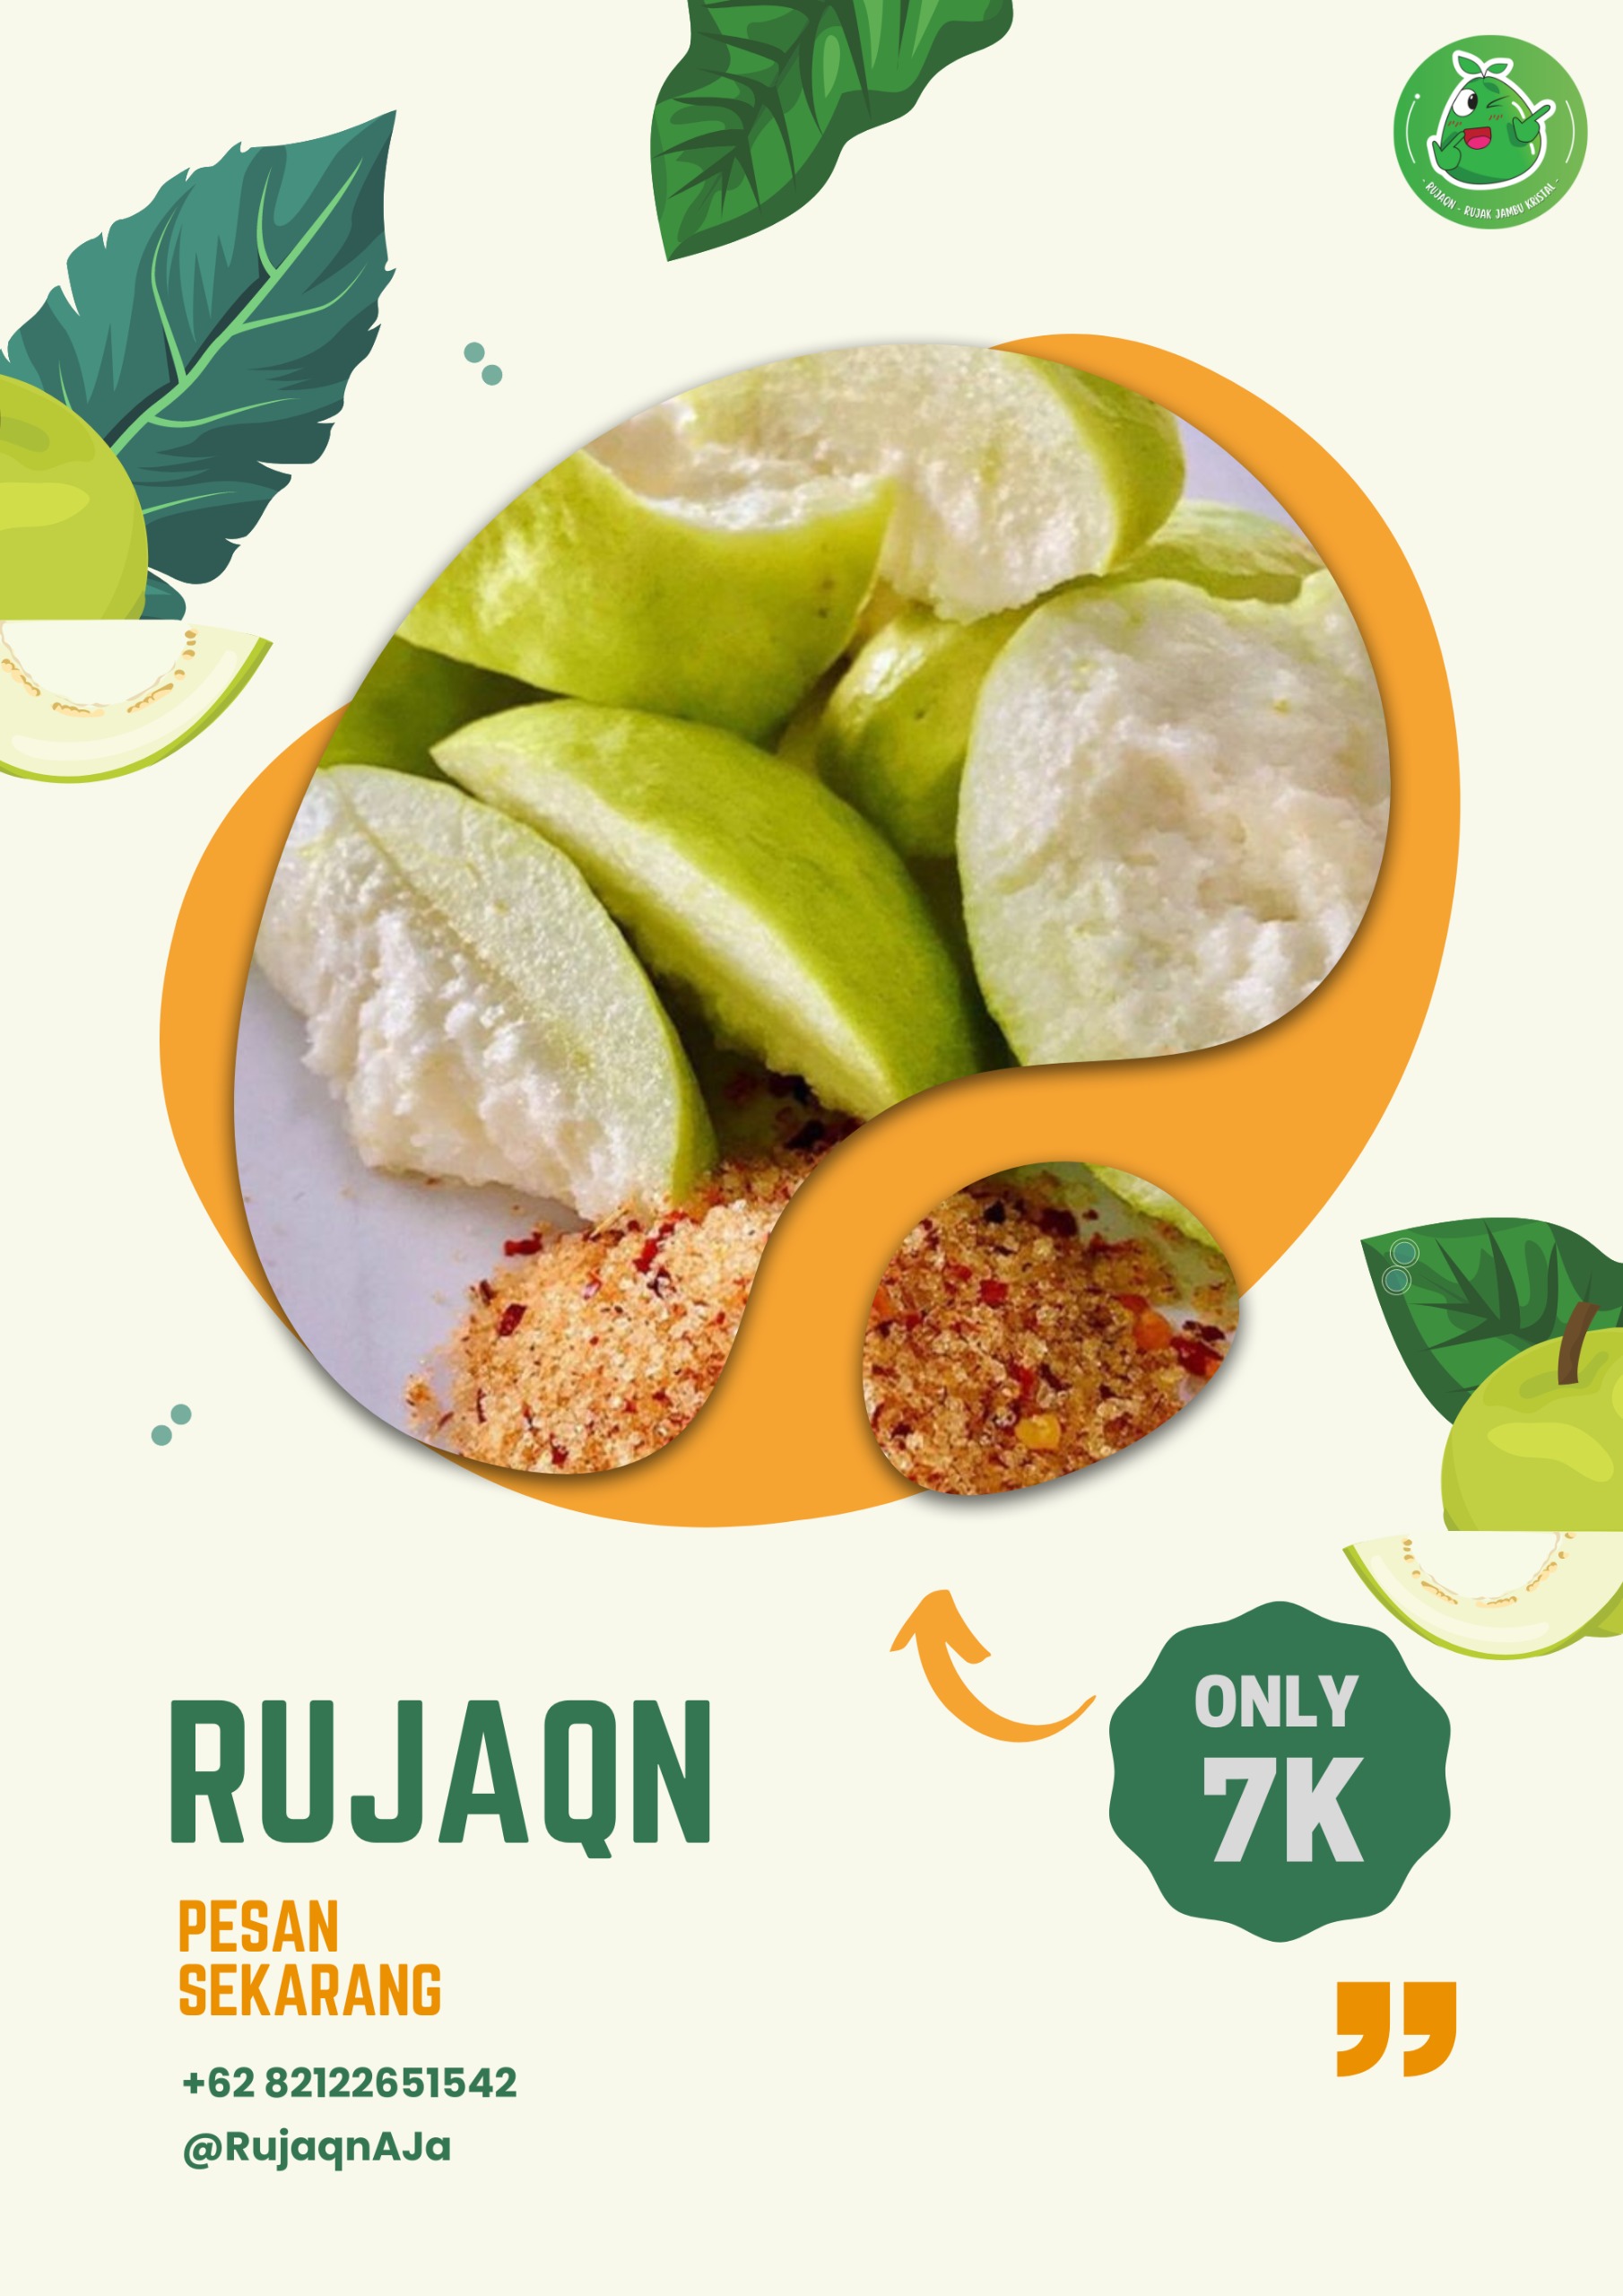 - RUJAQN - RUJAK JAMBU KRISTAL -
ONLY
7K
RUJAQN
PESAN
SEKARANG
+62 82122651542
@RujaqnAJa